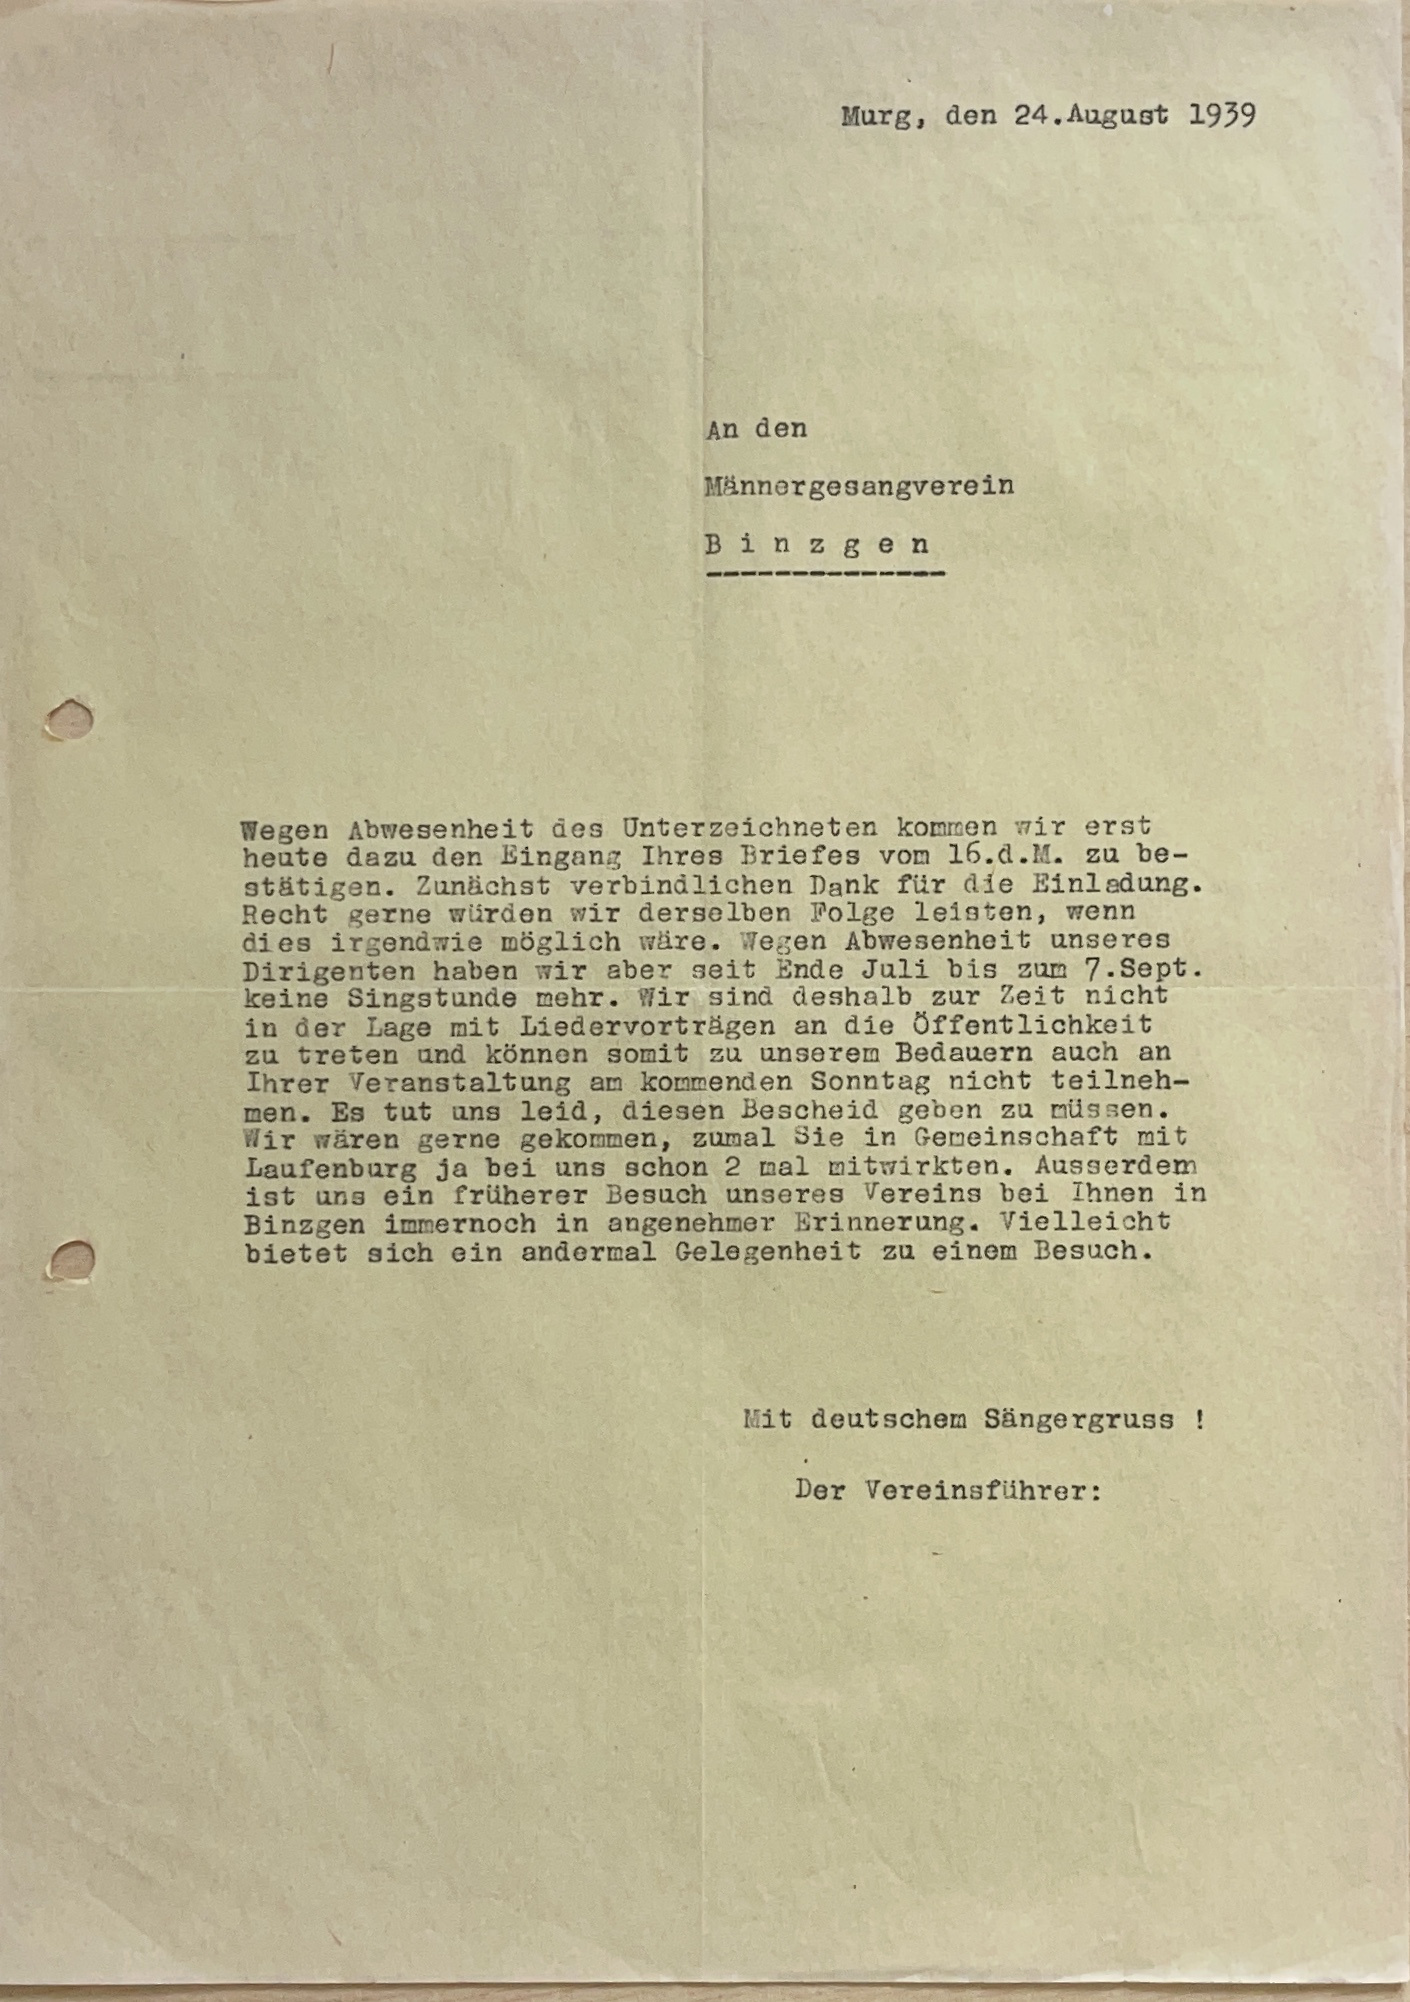 Murg, den 24.August 1939
An den
Männergesangverein
B i n z g e n
--------------
Wegen Abwesenheit des Unterzeichneten kommen wir erst
heute dazu den Eingang Ihres Briefes vom 16.d.M. zu be-
stätigen. Zunächst verbindlichen Dank für die Einladung.
Recht gerne würden wir derselben Folge leisten, wenn
dies irgendwie möglich wäre. Wegen Abwesenheit unseres
Dirigenten haben wir aber seit Ende Juli bis zum 7.Sept.
keine Singstunde mehr. Wir sind deshalb zur Zeit nicht
in der Lage mit Liedervorträgen an die Öffentlichkeit
zu treten und können somit zu unserem Bedauern auch an
Ihrer Veranstaltung am kommenden Sonntag nicht teilneh-
men. Es tut uns leid, diesen Bescheid geben zu müssen.
Wir wären gerne gekommen, zumal Sie in Gemeinschaft mit
Laufenburg ja bei uns schon 2 mal mitwirkten. Ausserdem
ist uns ein früherer Besuch unseres Vereins bei Ihnen in
Binzgen immernoch in angenehmer Erinnerung. Vielleicht
bietet sich ein andermal Gelegenheit zu einem Besuch.
Mit deutschem Sängergruss !
Der Vereinsführer: